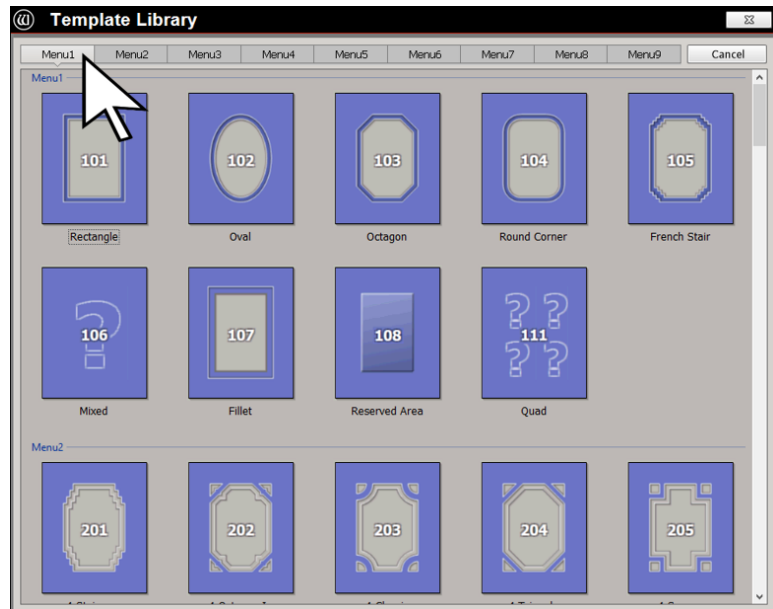 Template Library
Menu1 Menu2 Menu3 Menu4 Menu5 Menu6 Menu7 Menu8 Menu9 Cancel
Menu1
101 102 103 104 105
Rectangle Oval Octagon Round Corner French Stair
106 107 108 111
Mixed Fillet Reserved Area Quad
Menu2
201 202 203 204 205